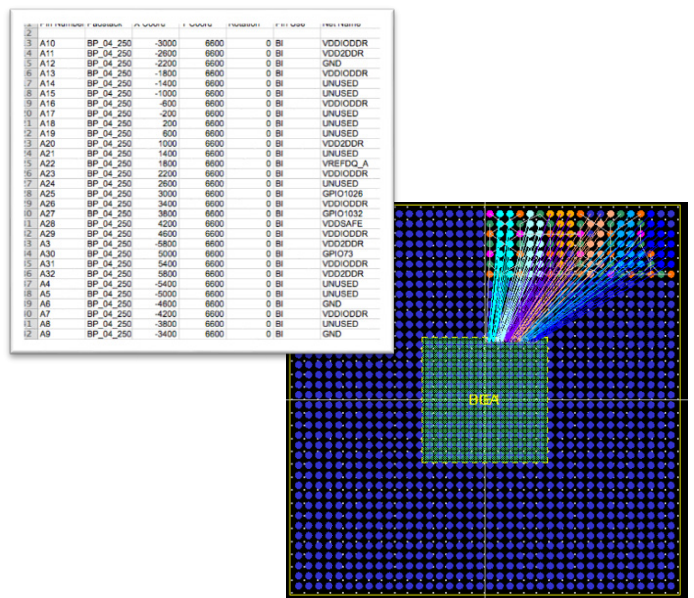 Pin Number Padstack X Coord Y Coord Rotation Pin Use Net Name
A10 BP_04_250 -3000 6600 0 BI VDDIODDR
A11 BP_04_250 -2600 6600 0 BI VDD2DDR
A12 BP_04_250 -2200 6600 0 BI GND
A13 BP_04_250 -1800 6600 0 BI VDDIODDR
A14 BP_04_250 -1400 6600 0 BI UNUSED
A15 BP_04_250 -1000 6600 0 BI UNUSED
A16 BP_04_250 -600 6600 0 BI VDDIODDR
A17 BP_04_250 -200 6600 0 BI UNUSED
A18 BP_04_250 200 6600 0 BI UNUSED
A19 BP_04_250 600 6600 0 BI UNUSED
A20 BP_04_250 1000 6600 0 BI VDD2DDR
A21 BP_04_250 1400 6600 0 BI UNUSED
A22 BP_04_250 1800 6600 0 BI VREFDQ_A
A23 BP_04_250 2200 6600 0 BI VDDIODDR
A24 BP_04_250 2600 6600 0 BI UNUSED
A25 BP_04_250 3000 6600 0 BI GPIO1026
A26 BP_04_250 3400 6600 0 BI VDDIODDR
A27 BP_04_250 3800 6600 0 BI GPIO1032
A28 BP_04_250 4200 6600 0 BI VDDSAFE
A29 BP_04_250 4600 6600 0 BI VDDIODDR
A3 BP_04_250 -5800 6600 0 BI VDD2DDR
A30 BP_04_250 5000 6600 0 BI GPIO73
A31 BP_04_250 5400 6600 0 BI VDDIODDR
A32 BP_04_250 5800 6600 0 BI VDD2DDR
A4 BP_04_250 -5400 6600 0 BI UNUSED
A5 BP_04_250 -5000 6600 0 BI UNUSED
A6 BP_04_250 -4600 6600 0 BI GND
A7 BP_04_250 -4200 6600 0 BI VDDIODDR
A8 BP_04_250 -3800 6600 0 BI UNUSED
A9 BP_04_250 -3400 6600 0 BI GND